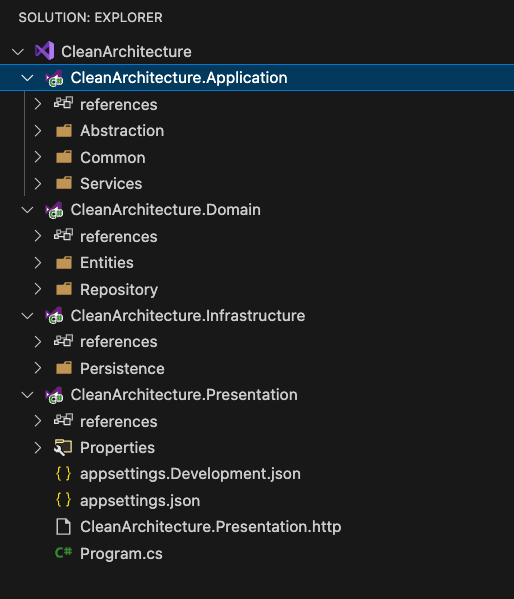 SOLUTION: EXPLORER
CleanArchitecture
CleanArchitecture.Application
references
Abstraction
Common
Services
CleanArchitecture.Domain
references
Entities
Repository
CleanArchitecture.Infrastructure
references
Persistence
CleanArchitecture.Presentation
references
Properties
{} appsettings.Development.json
{} appsettings.json
CleanArchitecture.Presentation.http
C# Program.cs